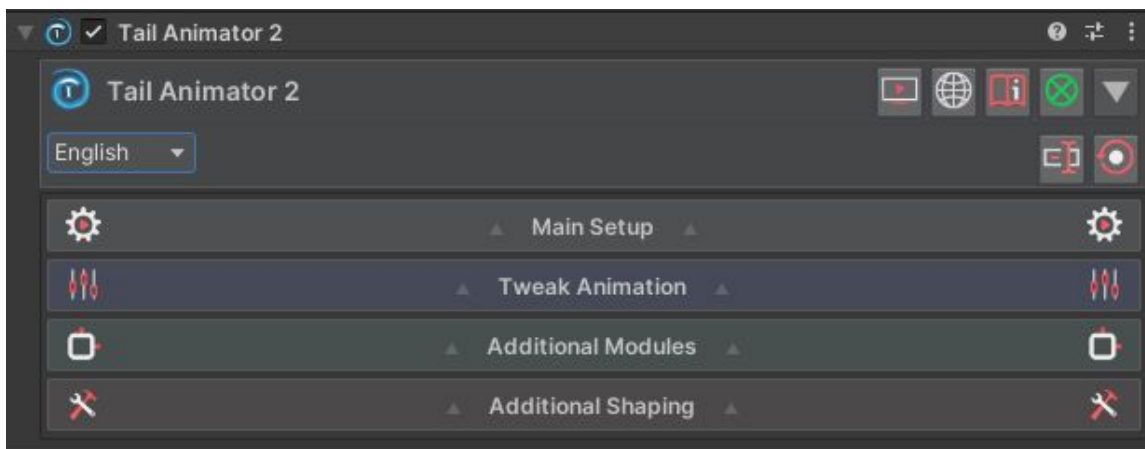 Tail Animator 2
Tail Animator 2
English
Main Setup
Tweak Animation
Additional Modules
Additional Shaping